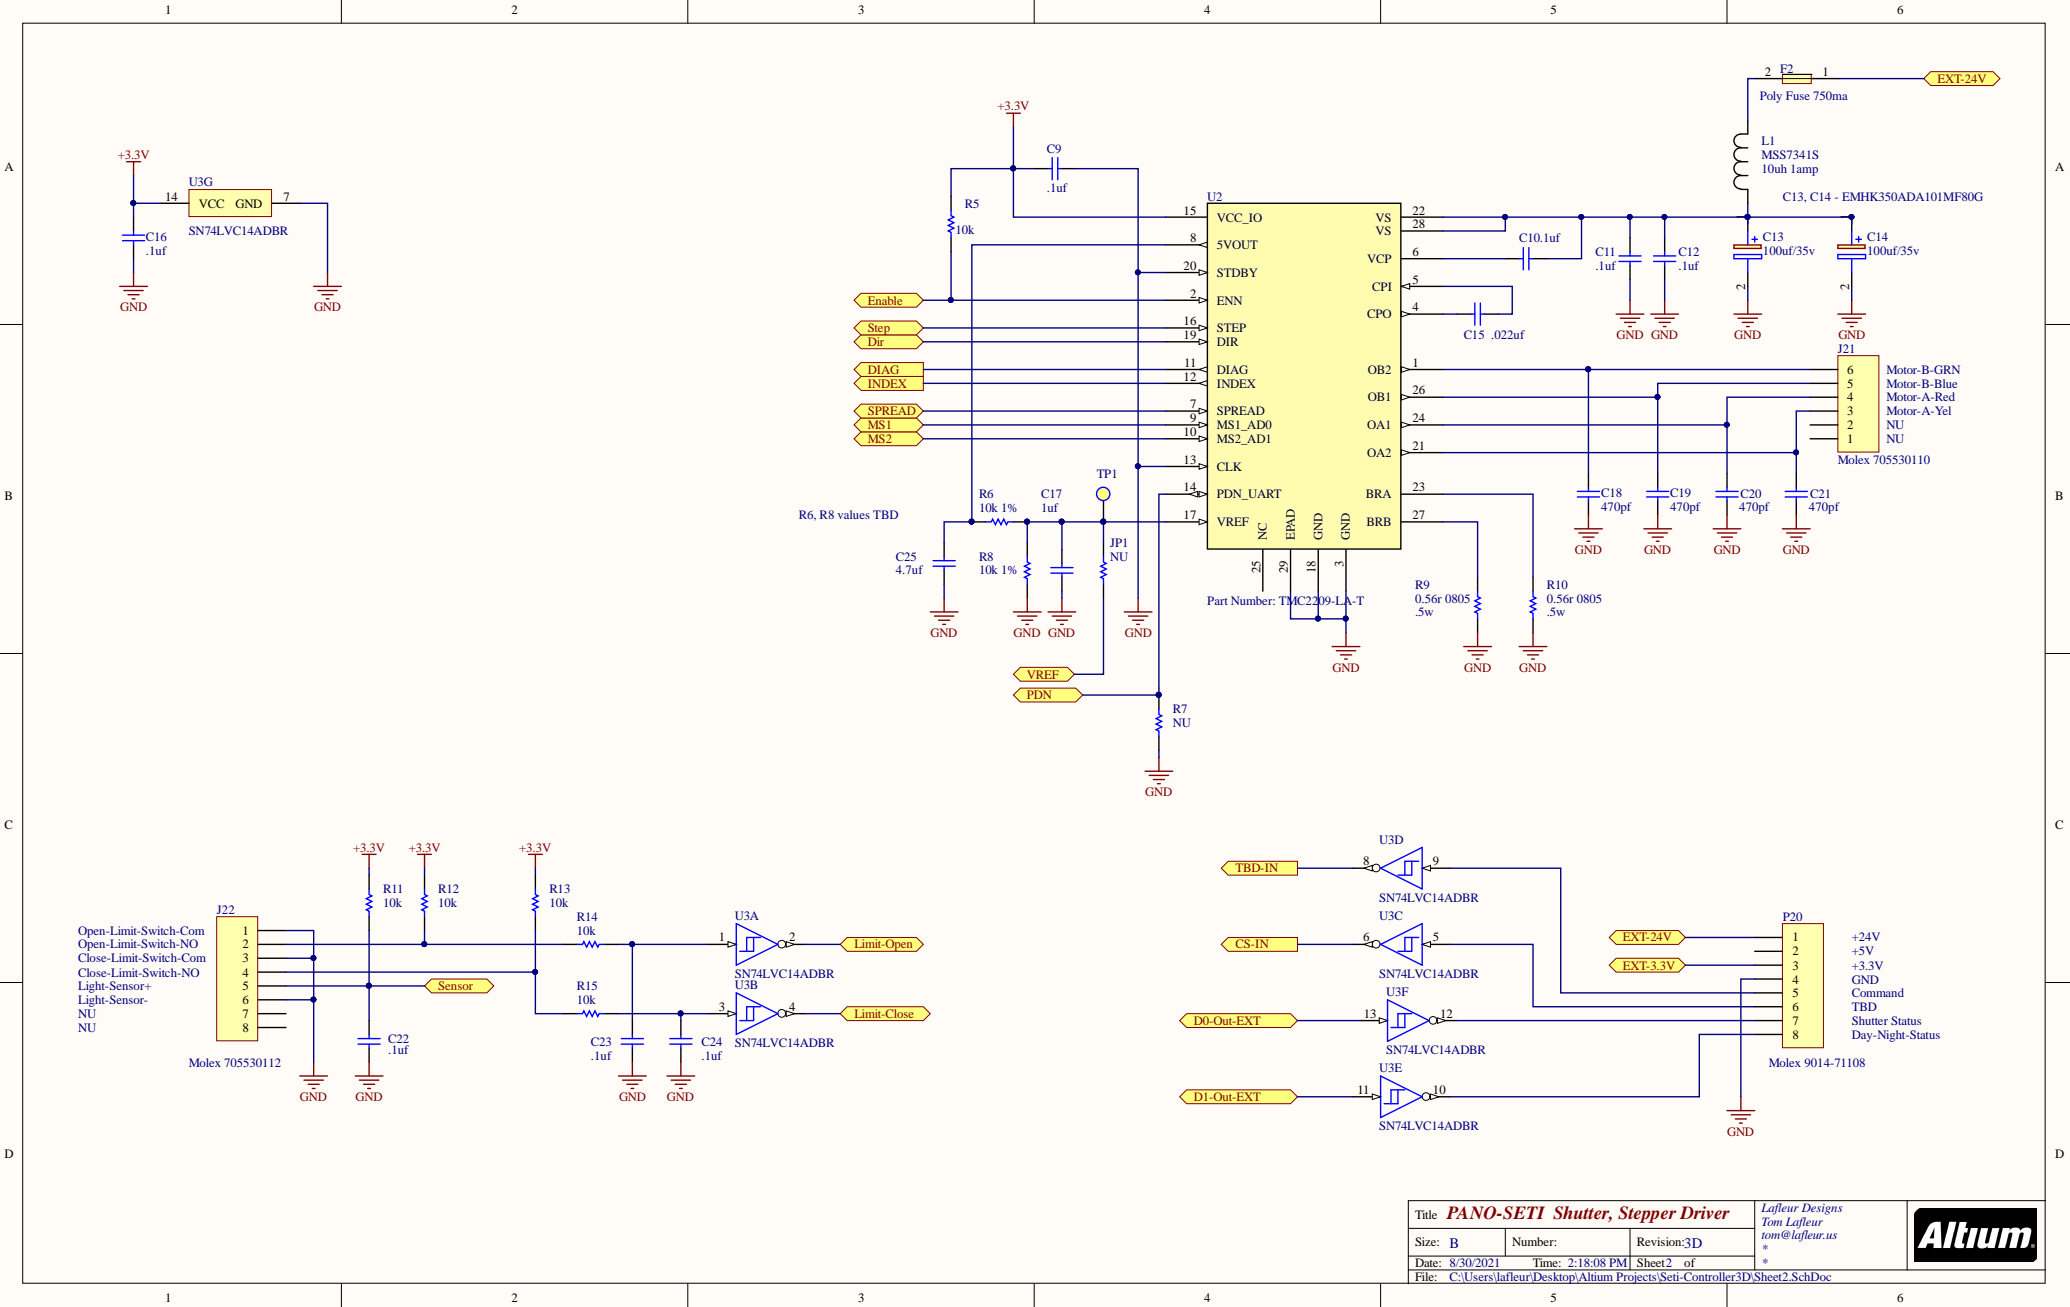 1 2 3 4 5 6
A
B
C
D
+3.3V
U3G
14 VCC GND 7
SN74LVC14ADBR
C16
.1uf
GND
GND
+3.3V
C9
.1uf
R5
10k
Enable
Step
Dir
DIAG
INDEX
SPREAD
MS1
MS2
R6, R8 values TBD
R6
10k 1%
C17
1uf
TP1
C25
4.7uf
R8
10k 1%
JP1
NU
GND
GND
GND
GND
VREF
PDN
R7
NU
GND
U2
15 VCC_IO
8 5VOUT
20 STDBY
2 ENN
16 STEP
19 DIR
11 DIAG
12 INDEX
7 SPREAD
9 MS1_AD0
10 MS2_AD1
13 CLK
14 PDN_UART
17 VREF
NC 25
EPAD 29
GND 18
GND 3
VS 22
VS 28
VCP 6
CPI 5
CPO 4
OB2 1
OB1 26
OA1 24
OA2 21
BRA 23
BRB 27
Part Number: TMC2209-LA-T
GND
R9
0.56r 0805
.5w
GND
R10
0.56r 0805
.5w
GND
2 F2 1
Poly Fuse 750ma
EXT-24V
L1
MSS7341S
10uh 1amp
C13, C14 - EMHK350ADA101MF80G
C10 .1uf
C11
.1uf
C12
.1uf
+ C13
100uf/35v
2
+ C14
100uf/35v
2
C15 .022uf
GND
GND
GND
GND
J21
6 Motor-B-GRN
5 Motor-B-Blue
4 Motor-A-Red
3 Motor-A-Yel
2 NU
1 NU
Molex 705530110
C18
470pf
C19
470pf
C20
470pf
C21
470pf
GND
GND
GND
GND
+3.3V
+3.3V
+3.3V
R11
10k
R12
10k
R13
10k
J22
Open-Limit-Switch-Com 1
Open-Limit-Switch-NO 2
Close-Limit-Switch-Com 3
Close-Limit-Switch-NO 4
Light-Sensor+ 5
Light-Sensor- 6
NU 7
NU 8
Molex 705530112
Sensor
R14
10k
R15
10k
C22
.1uf
C23
.1uf
C24
.1uf
GND
GND
GND
GND
U3A
1 2
SN74LVC14ADBR
Limit-Open
U3B
3 4
SN74LVC14ADBR
Limit-Close
U3D
TBD-IN
8 9
SN74LVC14ADBR
U3C
CS-IN
6 5
SN74LVC14ADBR
U3F
D0-Out-EXT
13 12
SN74LVC14ADBR
U3E
D1-Out-EXT
11 10
SN74LVC14ADBR
P20
EXT-24V
EXT-3.3V
1 +24V
2 +5V
3 +3.3V
4 GND
5 Command
6 TBD
7 Shutter Status
8 Day-Night-Status
Molex 9014-71108
GND
Title PANO-SETI Shutter, Stepper Driver
Size: B Number: Revision:3D
Date: 8/30/2021 Time: 2:18:08 PM Sheet2 of
File: C:\Users\lafleur\Desktop\Altium Projects\Seti-Controller3D\Sheet2.SchDoc
Lafleur Designs
Tom Lafleur
tom@lafleur.us
*
*
Altium.
A
B
C
D
1 2 3 4 5 6